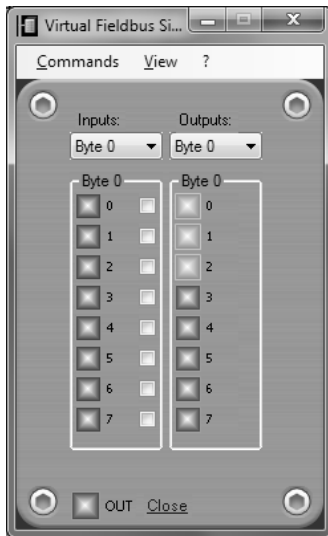 Virtual Fieldbus Si...
Commands View ?
Inputs: Outputs:
Byte 0 Byte 0
Byte 0 Byte 0
0 0
1 1
2 2
3 3
4 4
5 5
6 6
7 7
OUT Close